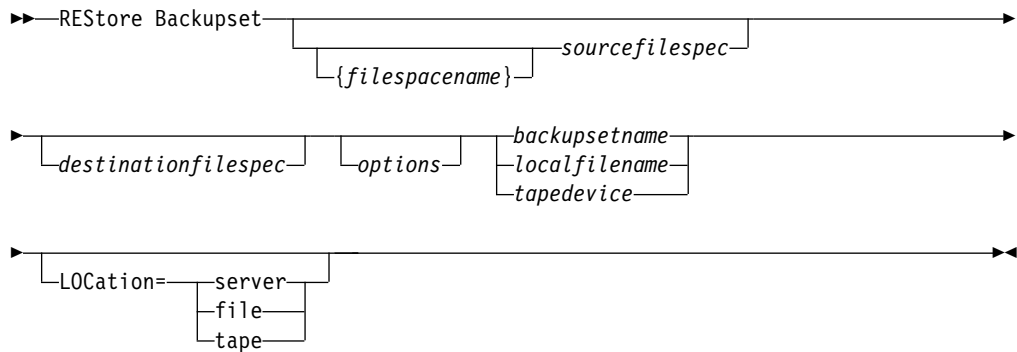 REStore Backupset
sourcefilespec
{filespacename}
backupsetname
destinationfilespec
options
localfilename
tapedevice
LOCation=
server
file
tape